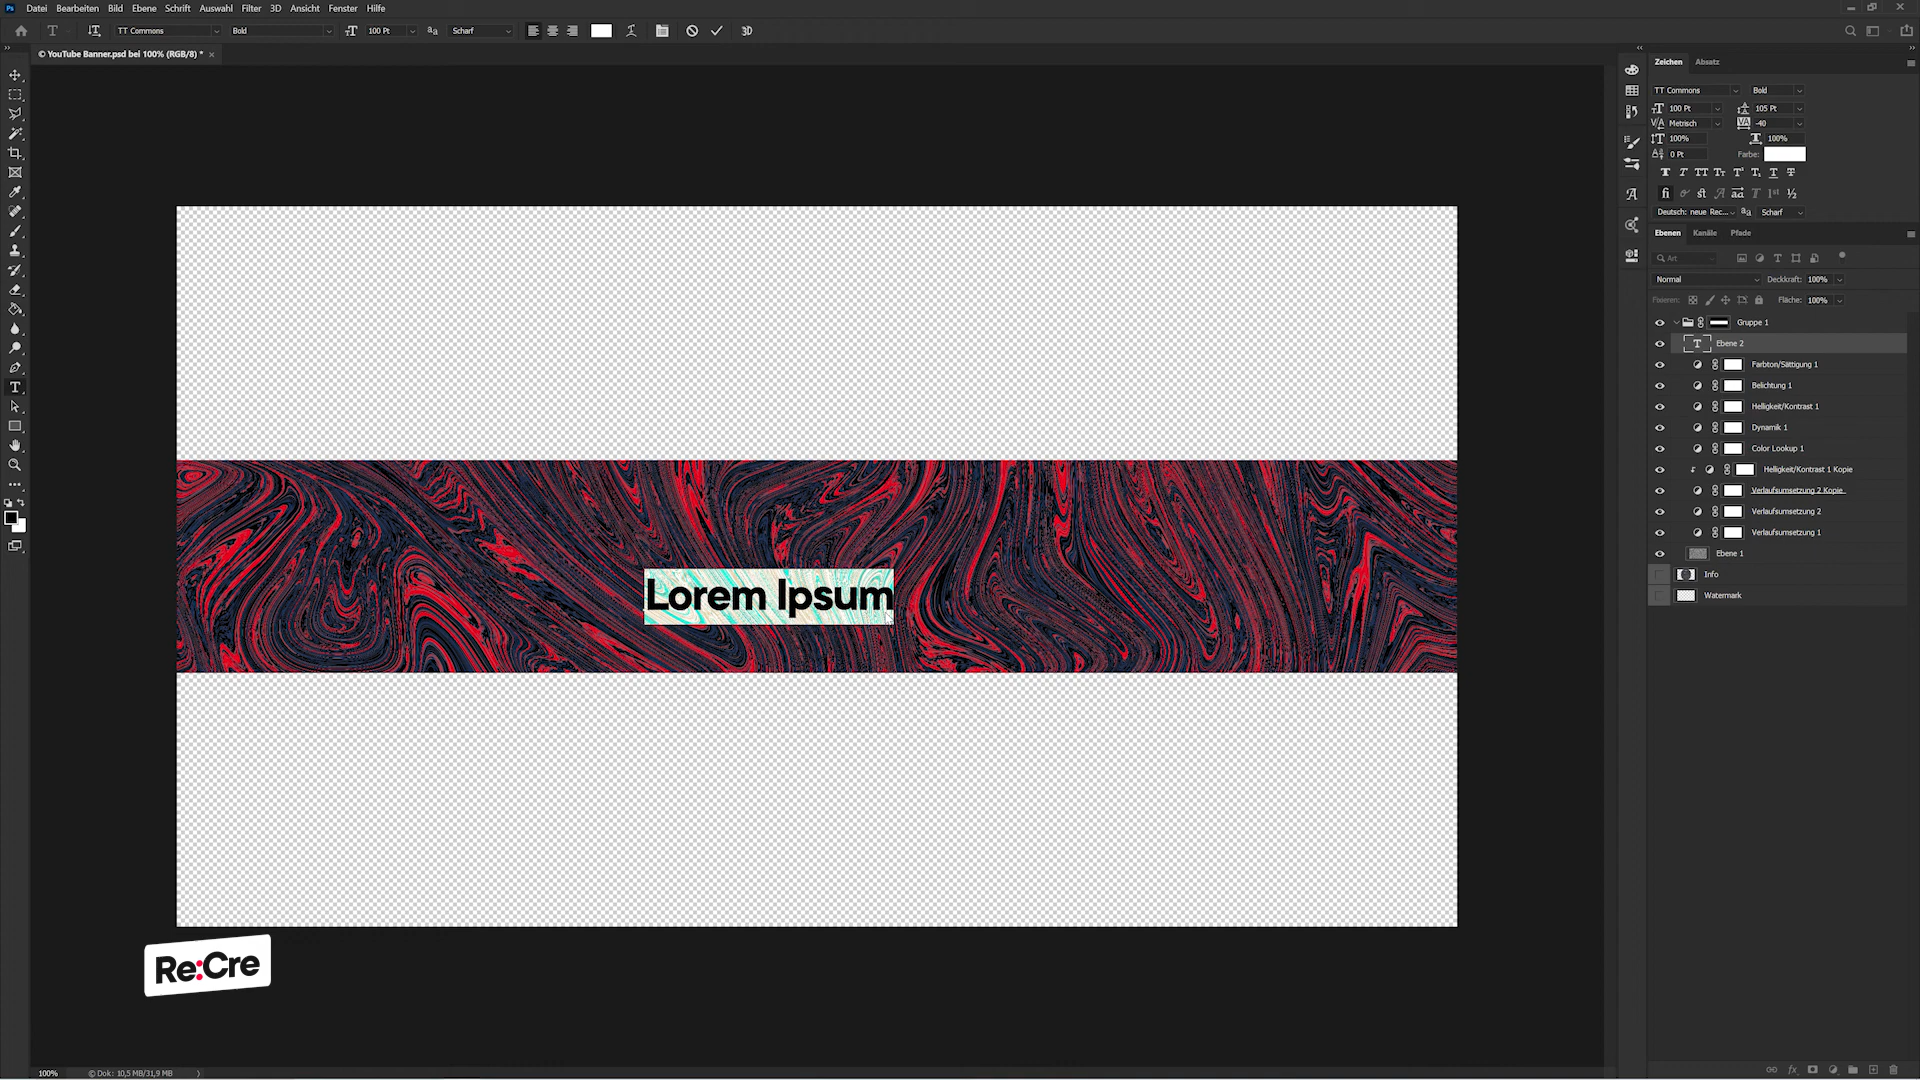 Ps Datei Bearbeiten Bild Ebene Schrift Auswahl Filter 3D Ansicht Fenster Hilfe
TT Commons Bold 100 Pt Scharf 3D
© YouTube Banner.psd bei 100% (RGB/8) *
Zeichen Absatz
TT Commons Bold
100 Pt 105 Pt
Metrisch -40
100% 100%
0 Pt Farbe:
Deutsch: neue Rec... Scharf
Ebenen Kanäle Pfade
Art
Normal Deckkraft: 100%
Fixieren: Fläche: 100%
Gruppe 1
Ebene 2
Farbton/Sättigung 1
Belichtung 1
Helligkeit/Kontrast 1
Dynamik 1
Color Lookup 1
Helligkeit/Kontrast 1 Kopie
Verlaufsumsetzung 2 Kopie
Verlaufsumsetzung 2
Verlaufsumsetzung 1
Ebene 1
Info
Watermark
Lorem Ipsum
Re:Cre
100% © Dok: 10,5 MB/31,9 MB